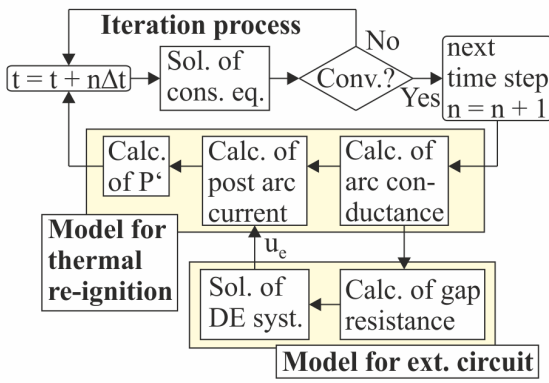 Iteration process
No
t = t + nΔt
Sol. of
cons. eq.
Conv.?
Yes
next
time step
n = n + 1
Calc.
of P‘
Calc. of
post arc
current
Calc. of
arc con-
ductance
Model for
thermal
re-ignition
u_e
Sol. of
DE syst.
Calc. of gap
resistance
Model for ext. circuit